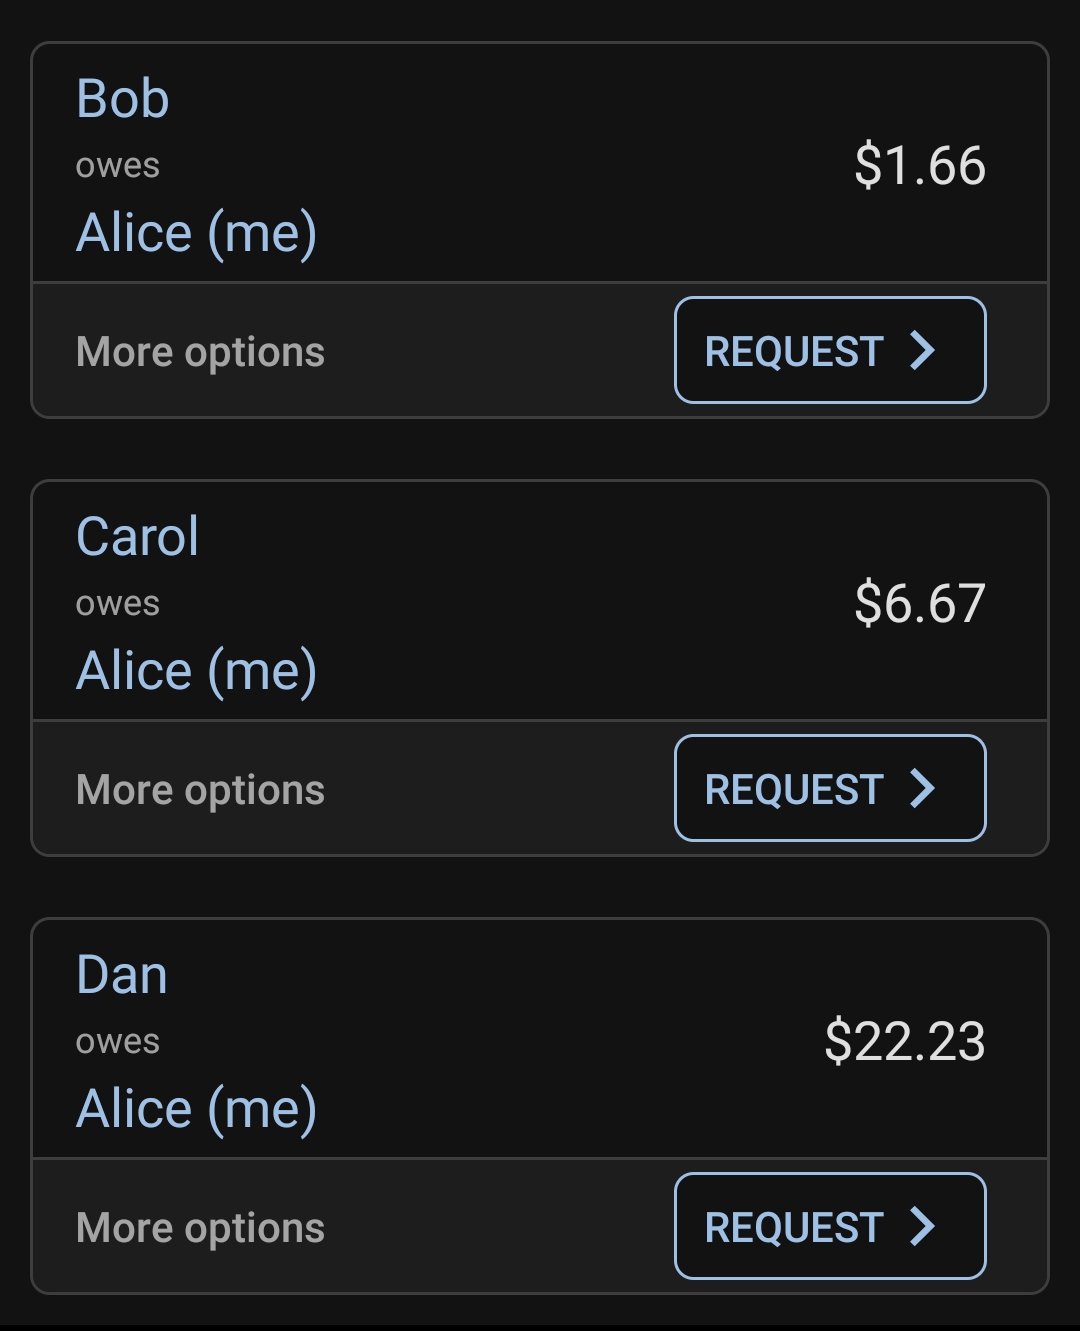 Bob
owes
$1.66
Alice (me)
More options
REQUEST
Carol
owes
$6.67
Alice (me)
More options
REQUEST
Dan
owes
$22.23
Alice (me)
More options
REQUEST